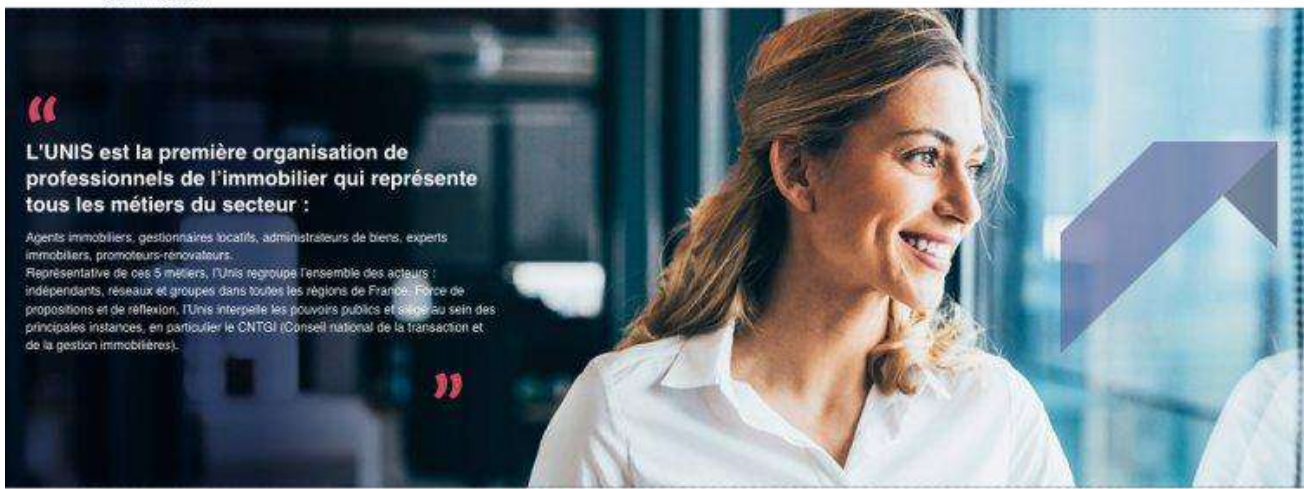 “
L'UNIS est la première organisation de
professionnels de l'immobilier qui représente
tous les métiers du secteur :
Agents immobiliers, gestionnaires locatifs, administrateurs de biens, experts
immobiliers, promoteurs-rénovateurs.
Représentative de ces 5 métiers, l'Unis regroupe l'ensemble des acteurs :
indépendants, réseaux et groupes dans toutes les régions de France. Force de
propositions et de réflexion, l'Unis interpelle les pouvoirs publics et siège au sein des
principales instances, en particulier le CNTGI (Conseil national de la transaction et
de la gestion immobilières).
”